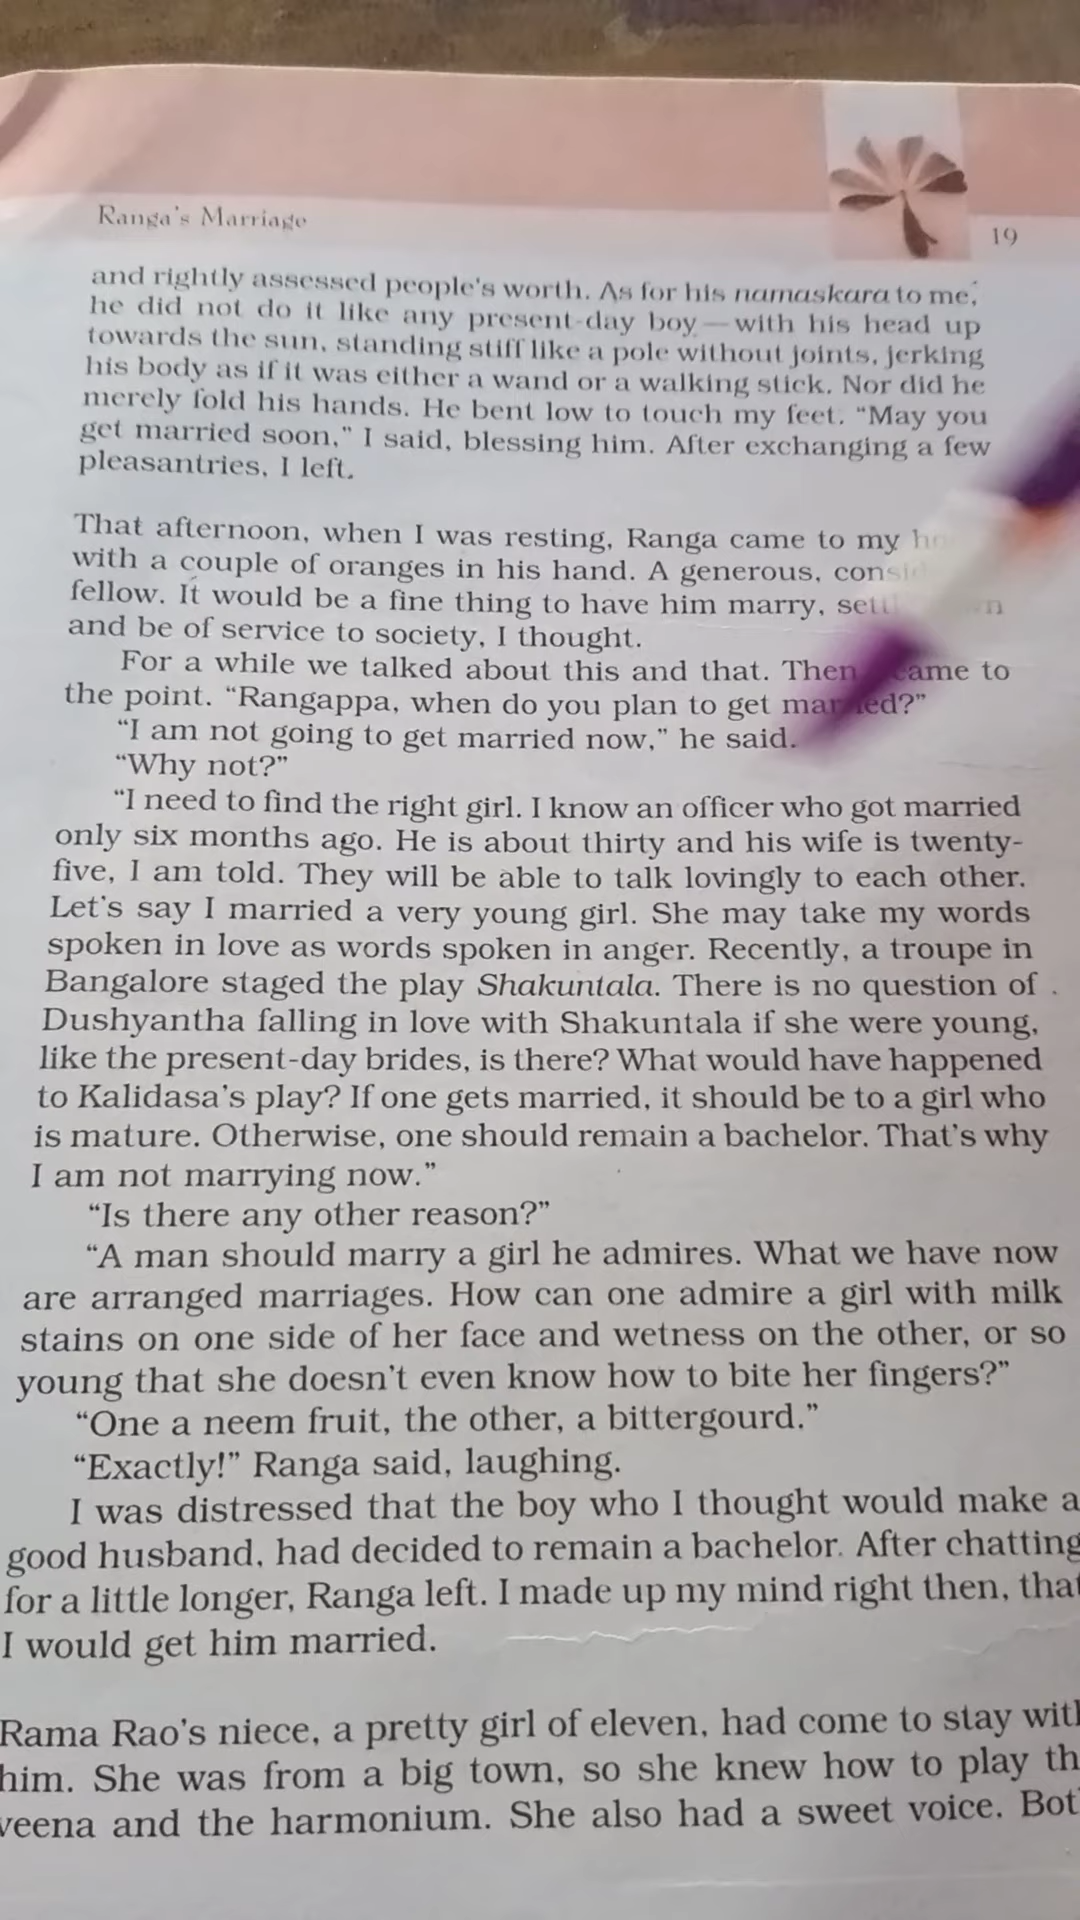 Ranga's Marriage
19
and rightly assessed people's worth. As for his namaskara to me,
he did not do it like any present-day boy — with his head up
towards the sun, standing stiff like a pole without joints, jerking
his body as if it was either a wand or a walking stick. Nor did he
merely fold his hands. He bent low to touch my feet. “May you
get married soon,” I said, blessing him. After exchanging a few
pleasantries, I left.
That afternoon, when I was resting, Ranga came to my
with a couple of oranges in his hand. A generous,
fellow. It would be a fine thing to have him marry,
and be of service to society, I thought.
For a while we talked about this and that. Then came to
the point. “Rangappa, when do you plan to get married?”
“I am not going to get married now,” he said.
“Why not?”
“I need to find the right girl. I know an officer who got married
only six months ago. He is about thirty and his wife is twenty-
five, I am told. They will be able to talk lovingly to each other.
Let's say I married a very young girl. She may take my words
spoken in love as words spoken in anger. Recently, a troupe in
Bangalore staged the play Shakuntala. There is no question of
Dushyantha falling in love with Shakuntala if she were young,
like the present-day brides, is there? What would have happened
to Kalidasa's play? If one gets married, it should be to a girl who
is mature. Otherwise, one should remain a bachelor. That's why
I am not marrying now.”
“Is there any other reason?”
“A man should marry a girl he admires. What we have now
are arranged marriages. How can one admire a girl with milk
stains on one side of her face and wetness on the other, or so
young that she doesn't even know how to bite her fingers?”
“One a neem fruit, the other, a bittergourd.”
“Exactly!” Ranga said, laughing.
I was distressed that the boy who I thought would make a
good husband, had decided to remain a bachelor. After chatting
for a little longer, Ranga left. I made up my mind right then, that
I would get him married.
Rama Rao's niece, a pretty girl of eleven, had come to stay with
him. She was from a big town, so she knew how to play th
veena and the harmonium. She also had a sweet voice. Bot